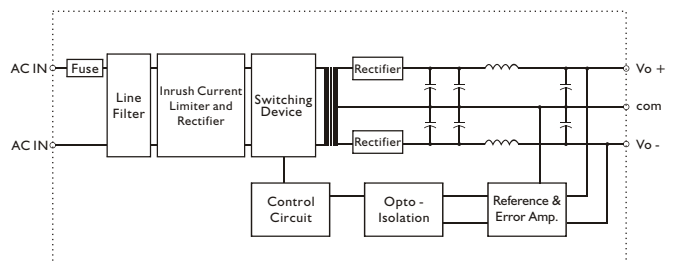 AC IN
Fuse
Line
Filter
Inrush Current
Limiter and
Rectifier
Switching
Device
Rectifier
Vo +
com
AC IN
Rectifier
Vo -
Control
Circuit
Opto -
Isolation
Reference &
Error Amp.